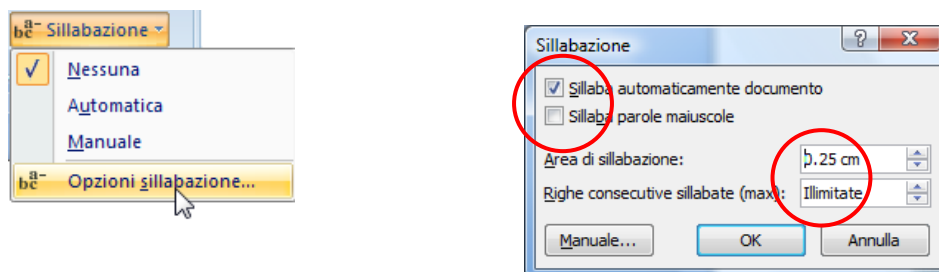 Sillabazione
Nessuna
Automatica
Manuale
Opzioni sillabazione...
Sillabazione
Sillaba automaticamente documento
Sillaba parole maiuscole
Area di sillabazione: 0.25 cm
Righe consecutive sillabate (max): Illimitate
Manuale... OK Annulla